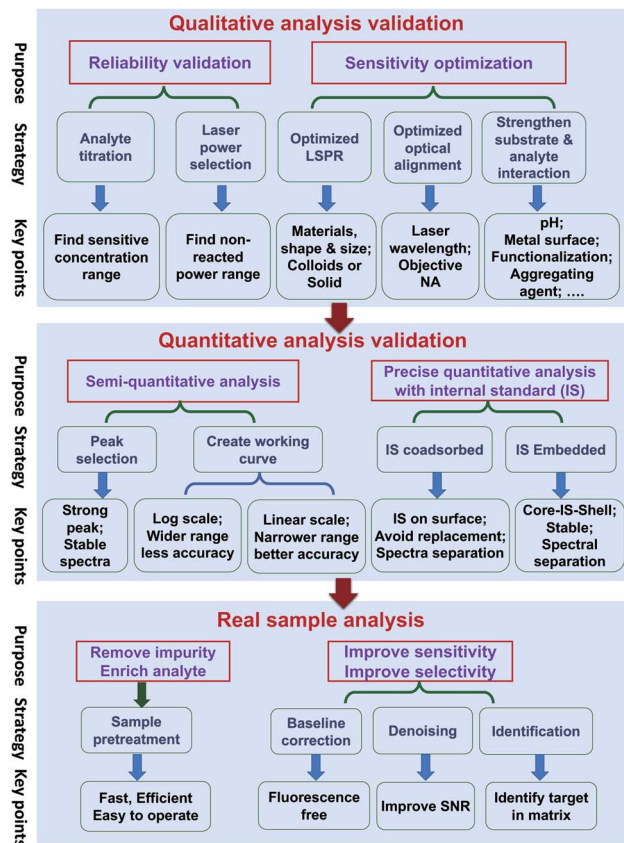 Qualitative analysis validation
Purpose
Reliability validation
Sensitivity optimization
Strategy
Analyte
titration
Laser
power
selection
Optimized
LSPR
Optimized
optical
alignment
Strengthen
substrate &
analyte
interaction
Key points
Find sensitive
concentration
range
Find non-
reacted
power range
Materials,
shape & size;
Colloids or
Solid
Laser
wavelength;
Objective
NA
pH;
Metal surface;
Functionalization;
Aggregating
agent; ....
Quantitative analysis validation
Purpose
Semi-quantitative analysis
Precise quantitative analysis
with internal standard (IS)
Strategy
Peak
selection
Create working
curve
IS coadsorbed
IS Embedded
Key points
Strong
peak;
Stable
spectra
Log scale;
Wider range
less accuracy
Linear scale;
Narrower range
better accuracy
IS on surface;
Avoid replacement;
Spectra separation
Core-IS-Shell;
Stable;
Spectral
separation
Real sample analysis
Purpose
Remove impurity
Enrich analyte
Improve sensitivity
Improve selectivity
Strategy
Sample
pretreatment
Baseline
correction
Denoising
Identification
Key points
Fast, Efficient
Easy to operate
Fluorescence
free
Improve SNR
Identify target
in matrix